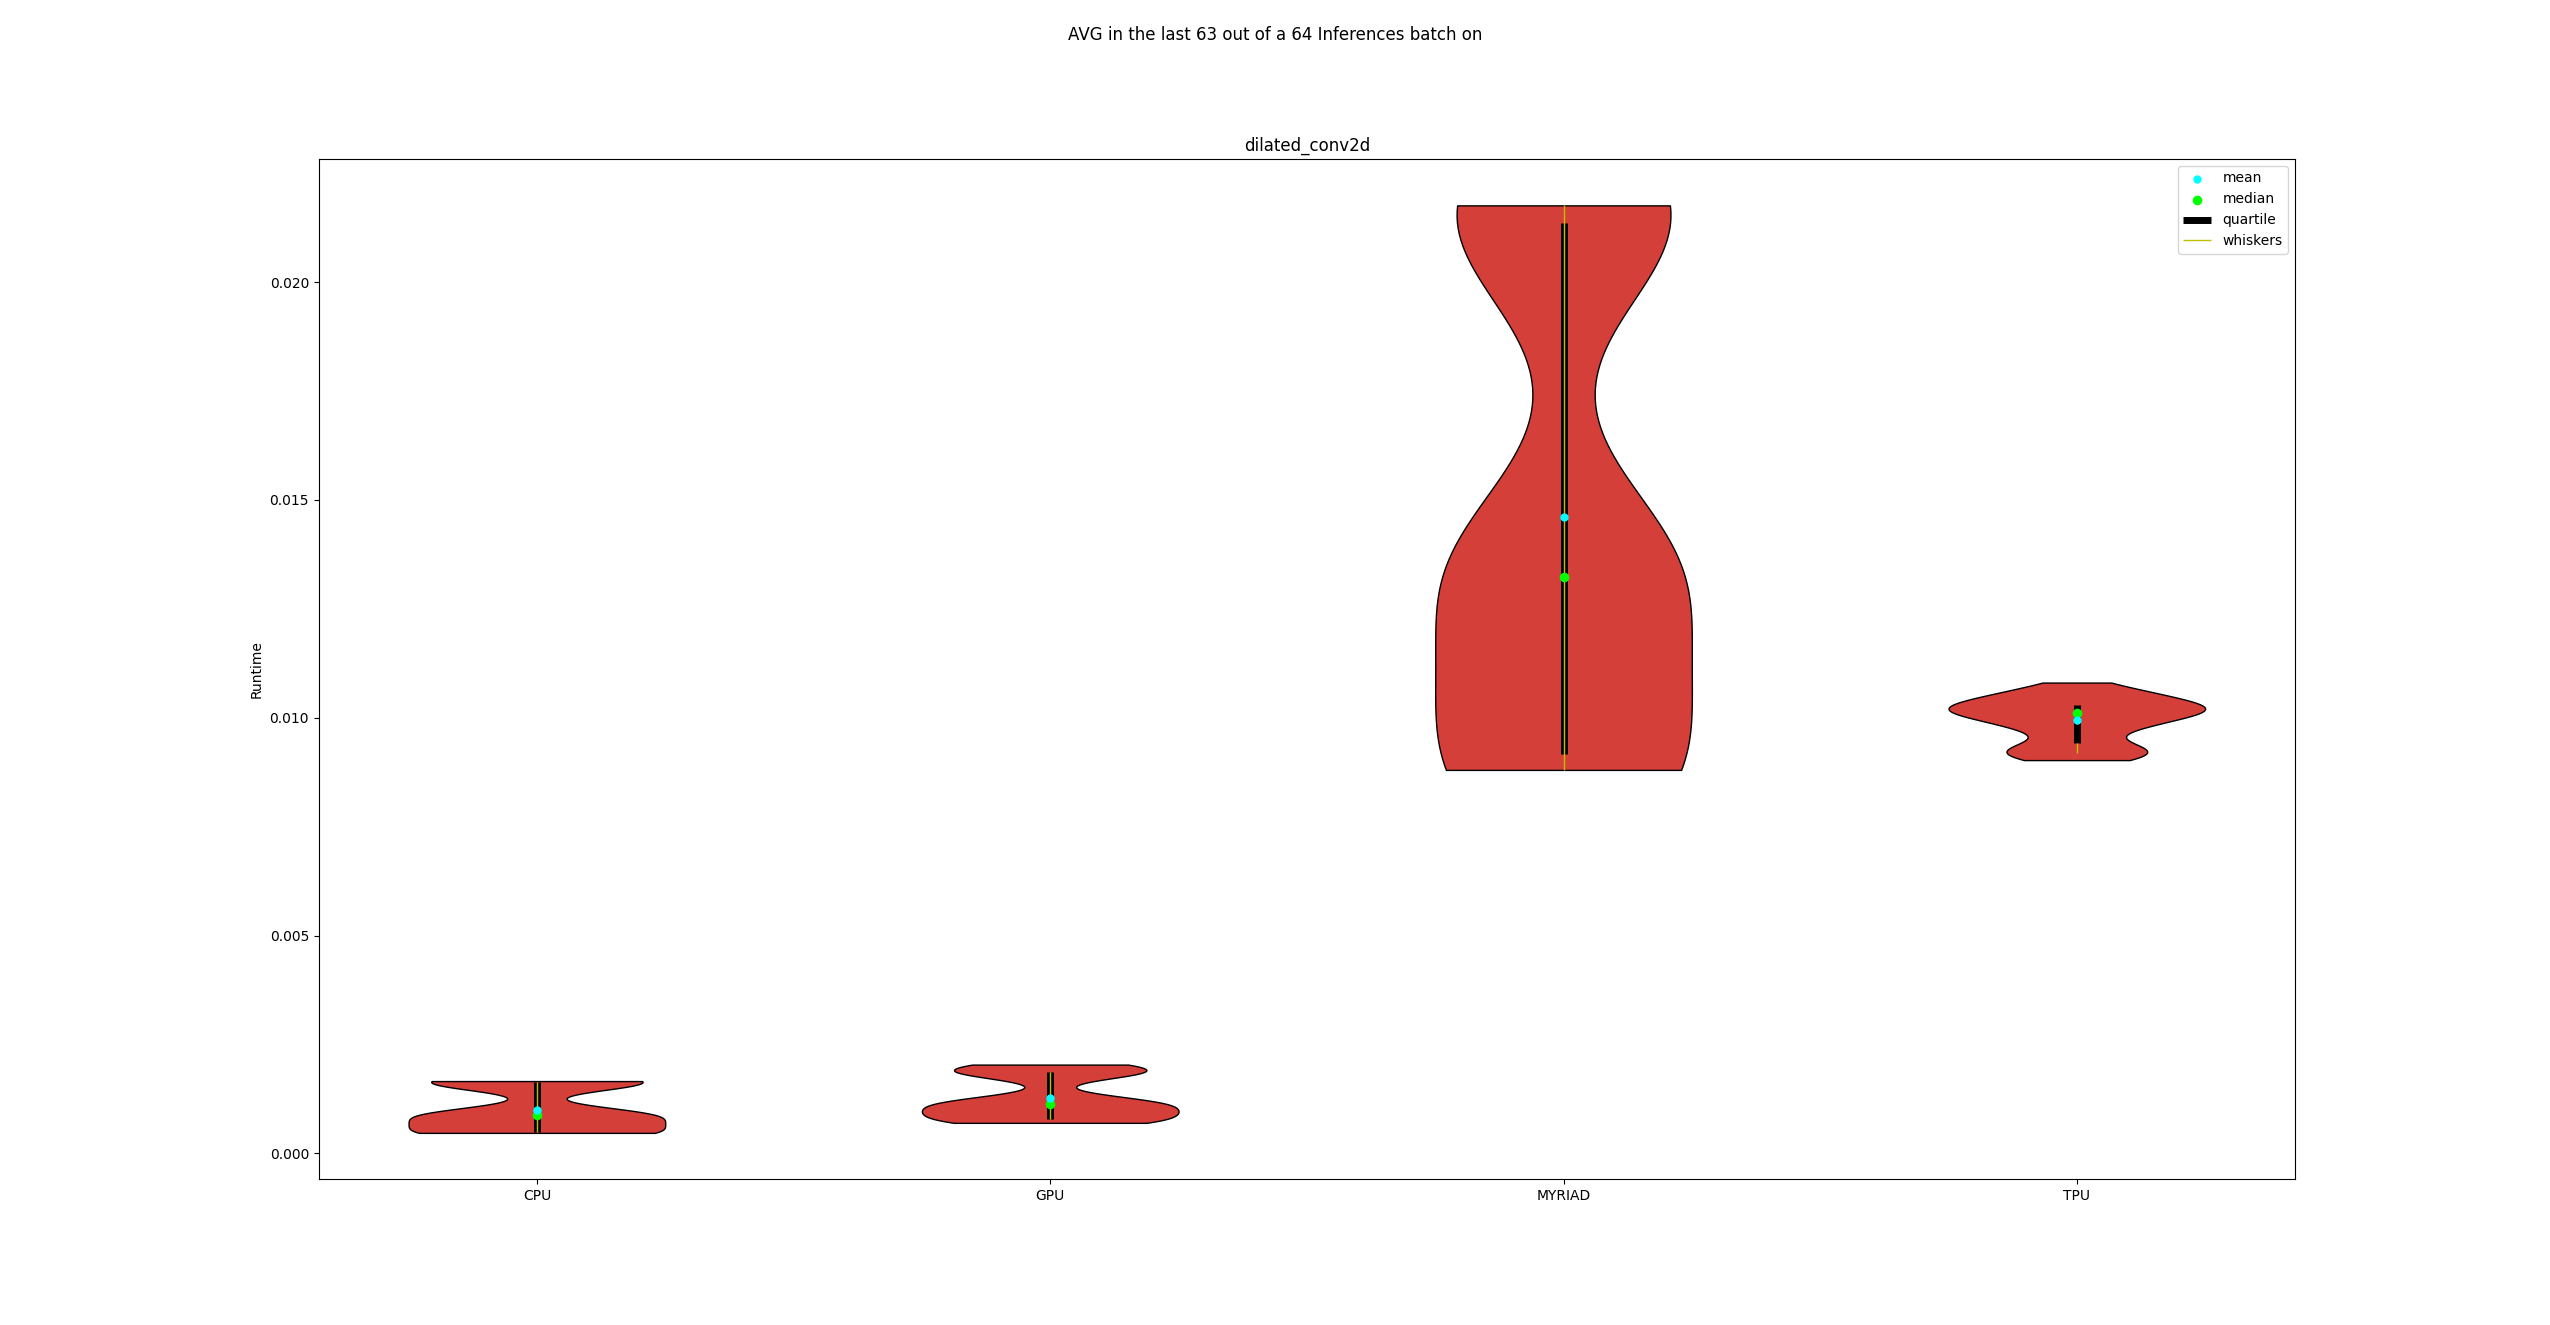 AVG in the last 63 out of a 64 Inferences batch on
dilated_conv2d
mean
median
quartile
whiskers
Runtime
0.020
0.015
0.010
0.005
0.000
CPU
GPU
MYRIAD
TPU